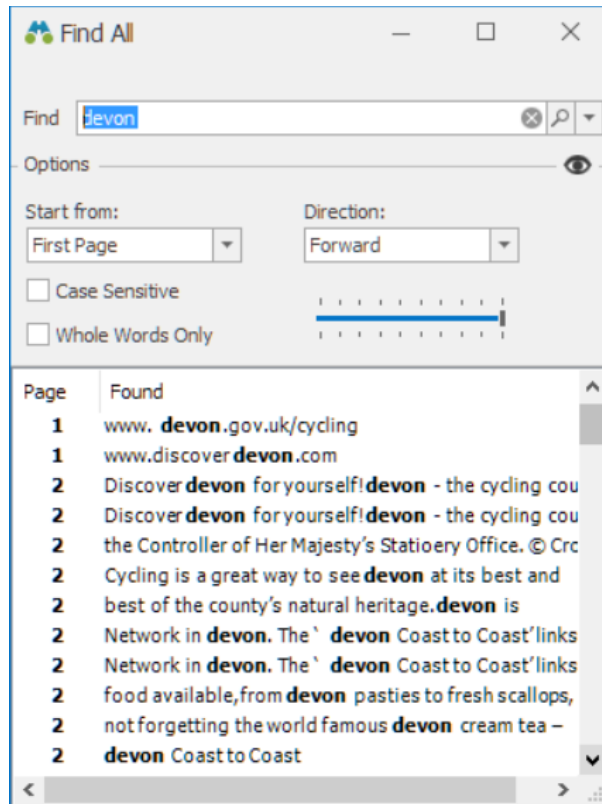 Find All
Find devon
Options
Start from: Direction:
First Page Forward
Case Sensitive
Whole Words Only
Page Found
1 www. devon.gov.uk/cycling
1 www.discover devon.com
2 Discover devon for yourself! devon - the cycling cou
2 Discover devon for yourself! devon - the cycling cou
2 the Controller of Her Majesty's Statioery Office. © Crc
2 Cycling is a great way to see devon at its best and
2 best of the county's natural heritage. devon is
2 Network in devon. The ` devon Coast to Coast' links
2 Network in devon. The ` devon Coast to Coast' links
2 food available, from devon pasties to fresh scallops,
2 not forgetting the world famous devon cream tea –
2 devon Coast to Coast